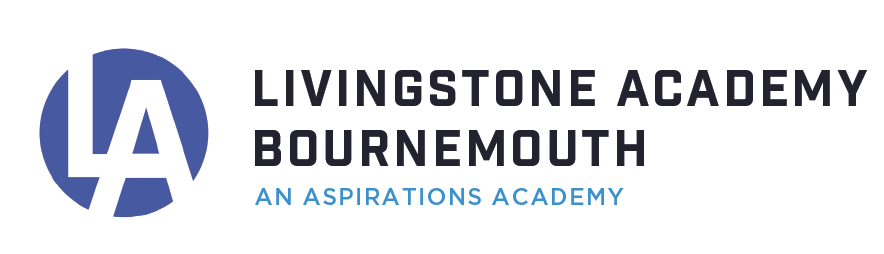 LA
LIVINGSTONE ACADEMY
BOURNEMOUTH
AN ASPIRATIONS ACADEMY